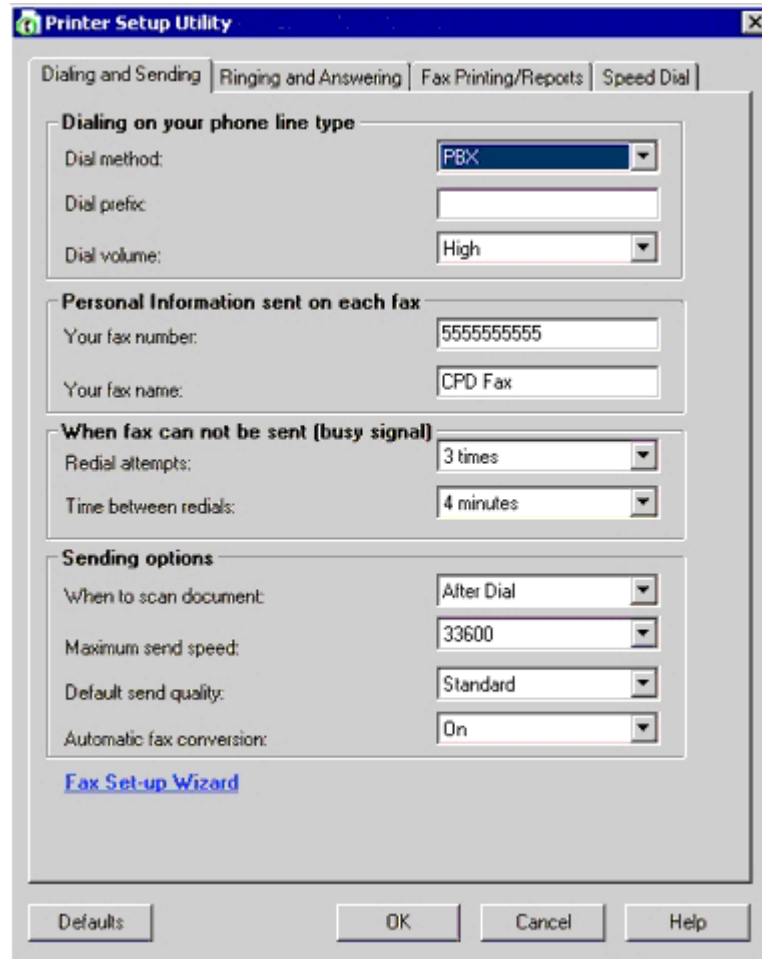 Printer Setup Utility
Dialing and Sending Ringing and Answering Fax Printing/Reports Speed Dial
Dialing on your phone line type
Dial method: PBX
Dial prefix:
Dial volume: High
Personal Information sent on each fax
Your fax number: 5555555555
Your fax name: CPD Fax
When fax can not be sent (busy signal)
Redial attempts: 3 times
Time between redials: 4 minutes
Sending options
When to scan document: After Dial
Maximum send speed: 33600
Default send quality: Standard
Automatic fax conversion: On
Fax Set-up Wizard
Defaults OK Cancel Help